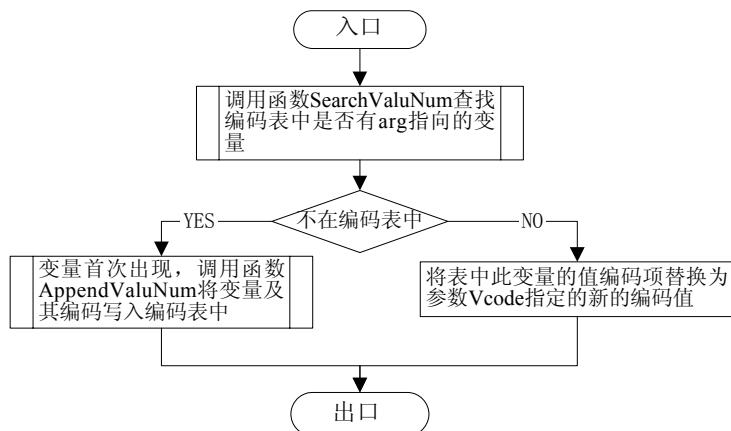 入口
调用函数SearchValuNum查找
编码表中是否有arg指向的变
量
不在编码表中
YES
NO
变量首次出现，调用函数
AppendValuNum将变量及
其编码写入编码表中
将表中此变量的值编码项替换为
参数Vcode指定的新的编码值
出口